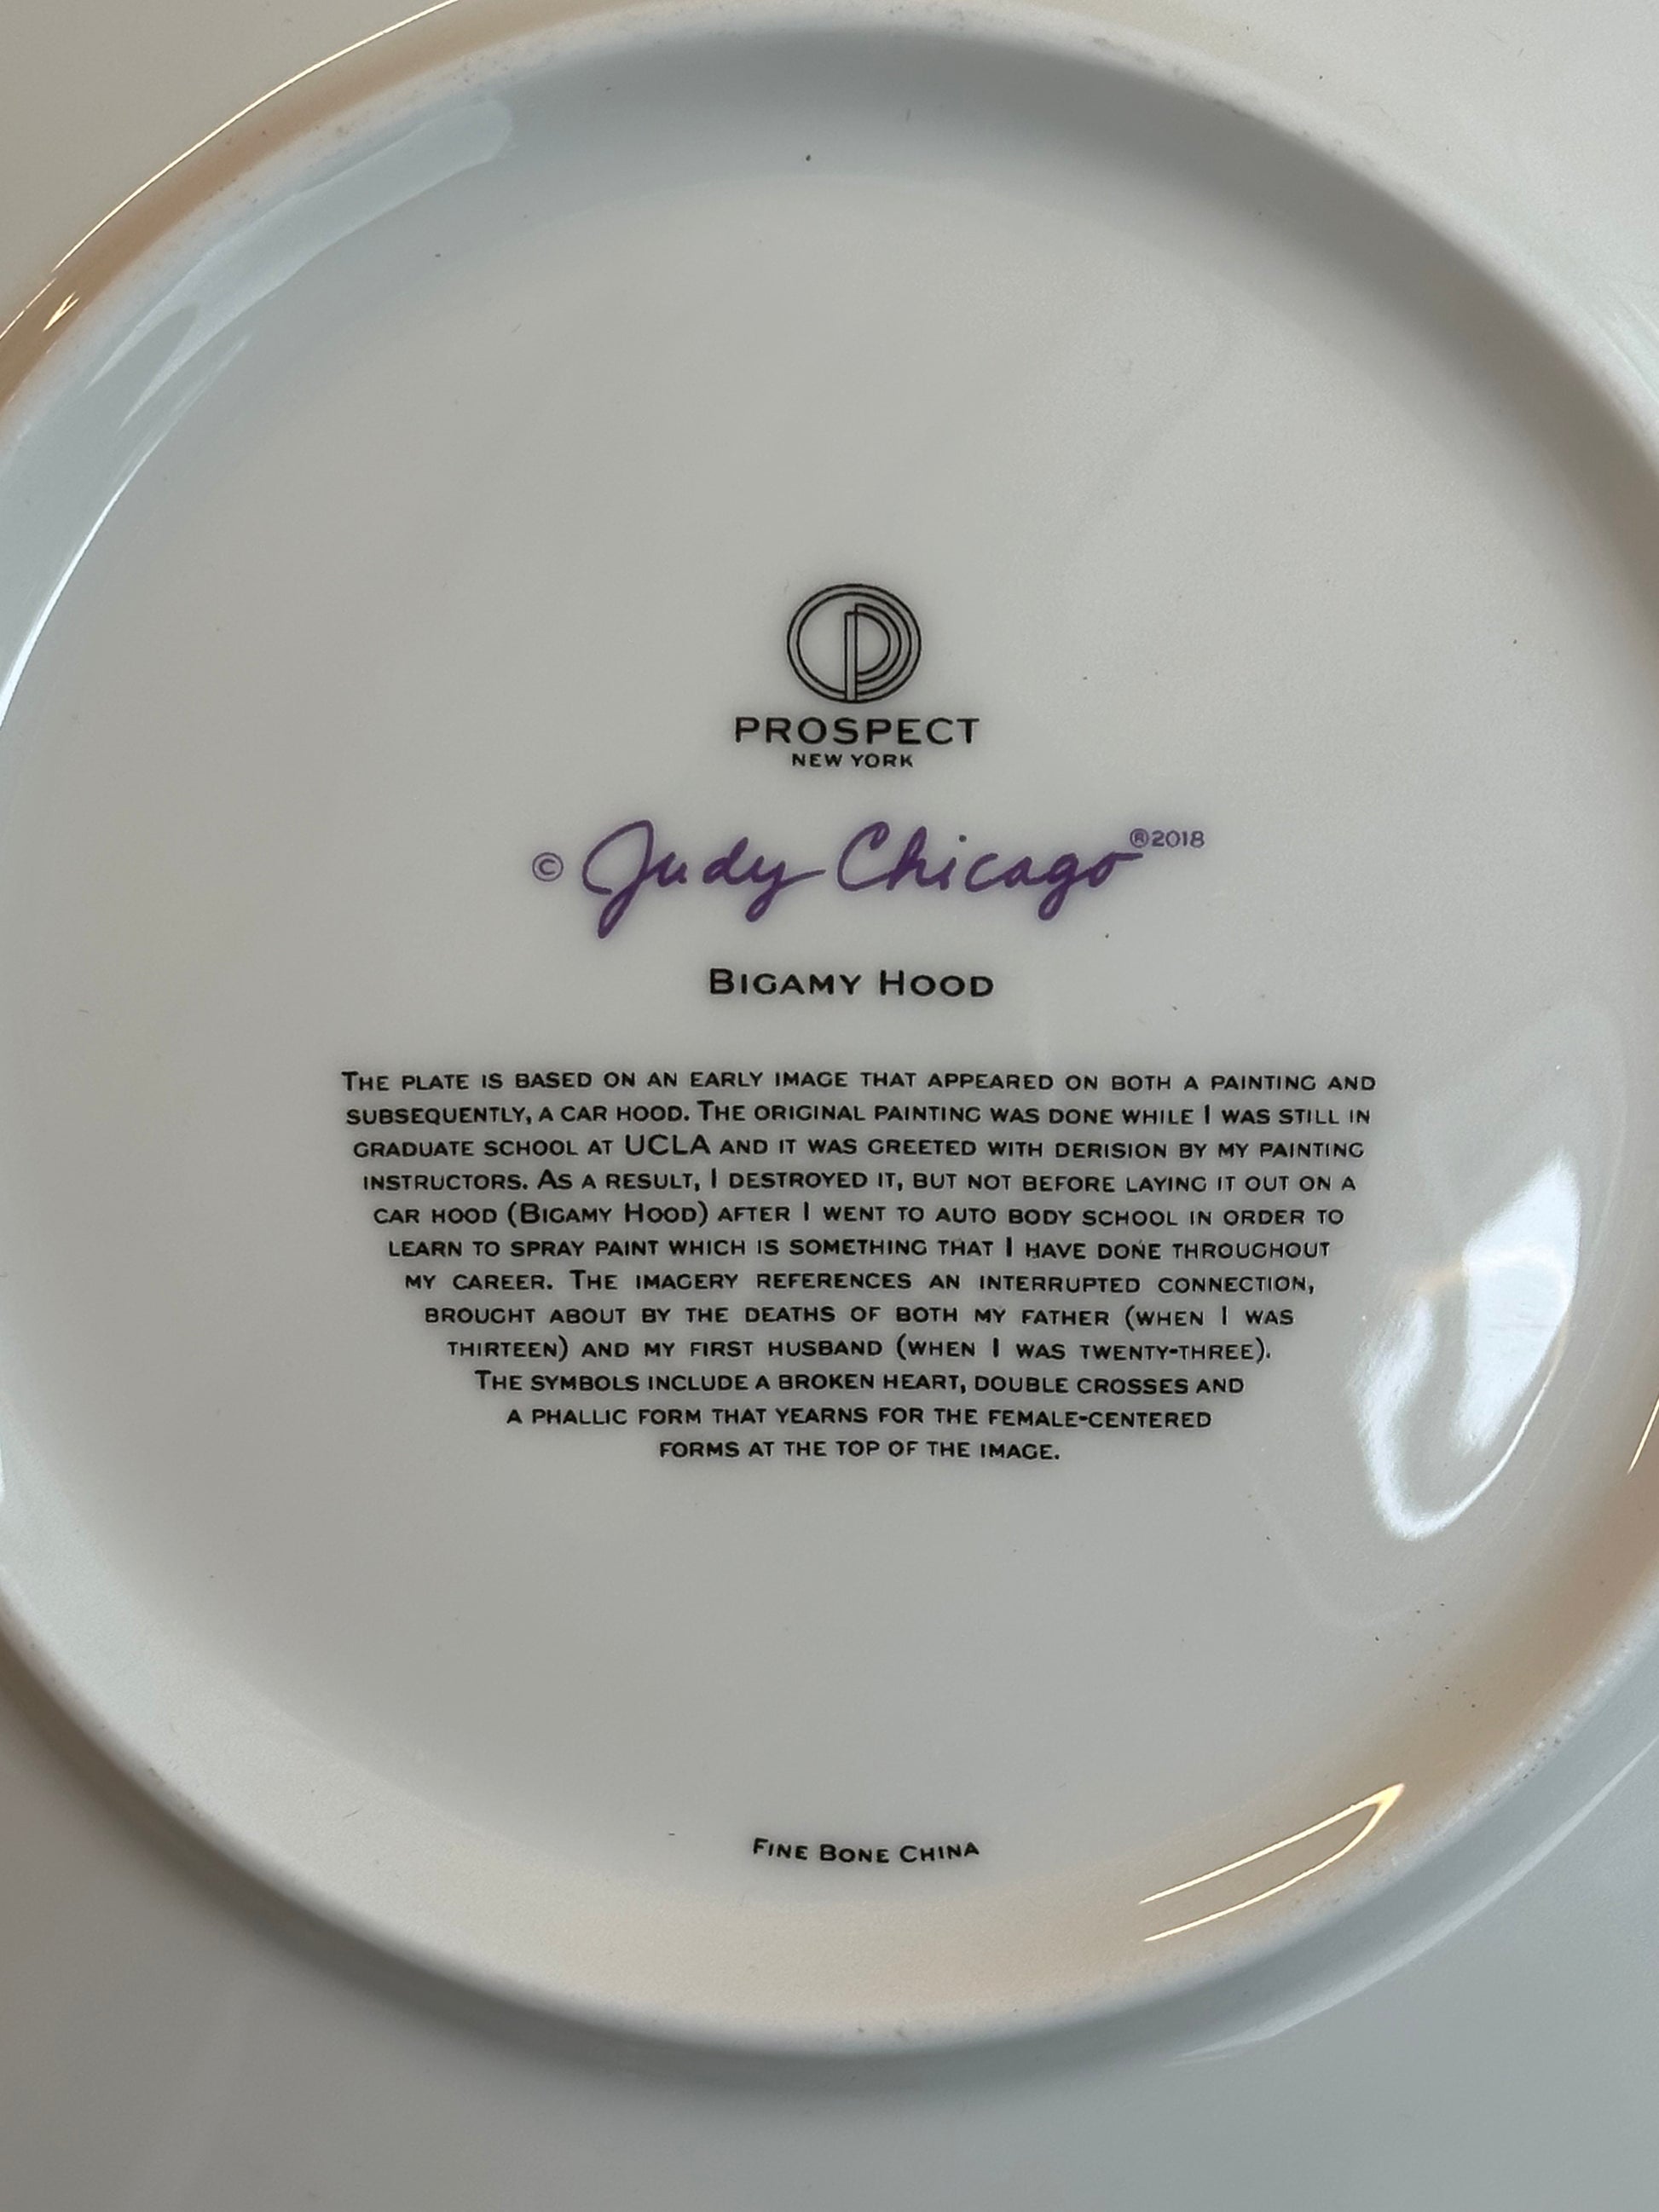 PROSPECT
NEW YORK
© Judy Chicago ®2018
BIGAMY HOOD
THE PLATE IS BASED ON AN EARLY IMAGE THAT APPEARED ON BOTH A PAINTING AND
SUBSEQUENTLY, A CAR HOOD. THE ORIGINAL PAINTING WAS DONE WHILE I WAS STILL IN
GRADUATE SCHOOL AT UCLA AND IT WAS GREETED WITH DERISION BY MY PAINTING
INSTRUCTORS. AS A RESULT, I DESTROYED IT, BUT NOT BEFORE LAYING IT OUT ON A
CAR HOOD (BIGAMY HOOD) AFTER I WENT TO AUTO BODY SCHOOL IN ORDER TO
LEARN TO SPRAY PAINT WHICH IS SOMETHING THAT I HAVE DONE THROUGHOUT
MY CAREER. THE IMAGERY REFERENCES AN INTERRUPTED CONNECTION,
BROUGHT ABOUT BY THE DEATHS OF BOTH MY FATHER (WHEN I WAS
THIRTEEN) AND MY FIRST HUSBAND (WHEN I WAS TWENTY-THREE).
THE SYMBOLS INCLUDE A BROKEN HEART, DOUBLE CROSSES AND
A PHALLIC FORM THAT YEARNS FOR THE FEMALE-CENTERED
FORMS AT THE TOP OF THE IMAGE.
FINE BONE CHINA